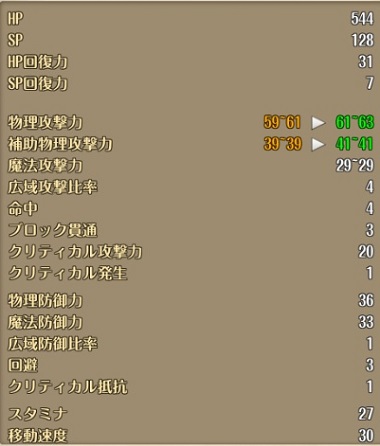 HP 544
SP 128
HP回復力 31
SP回復力 7
物理攻撃力 59~61 ▶ 61~63
補助物理攻撃力 39~39 ▶ 41~41
魔法攻撃力 29~29
広域攻撃比率 4
命中 4
ブロック貫通 3
クリティカル攻撃力 20
クリティカル発生 1
物理防御力 36
魔法防御力 33
広域防御比率 1
回避 3
クリティカル抵抗 1
スタミナ 27
移動速度 30